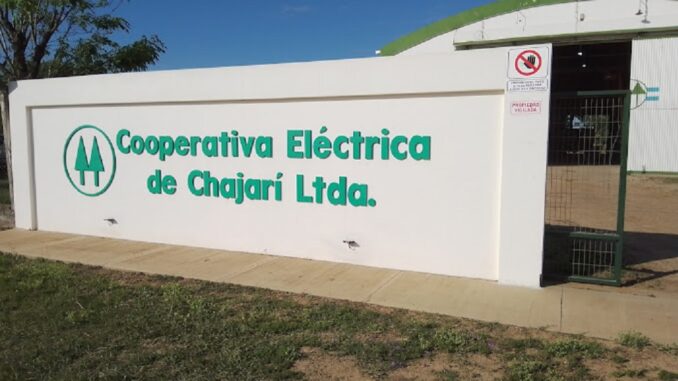 Cooperativa Eléctrica
de Chajarí Ltda.
PROPIEDAD
VIGILADA